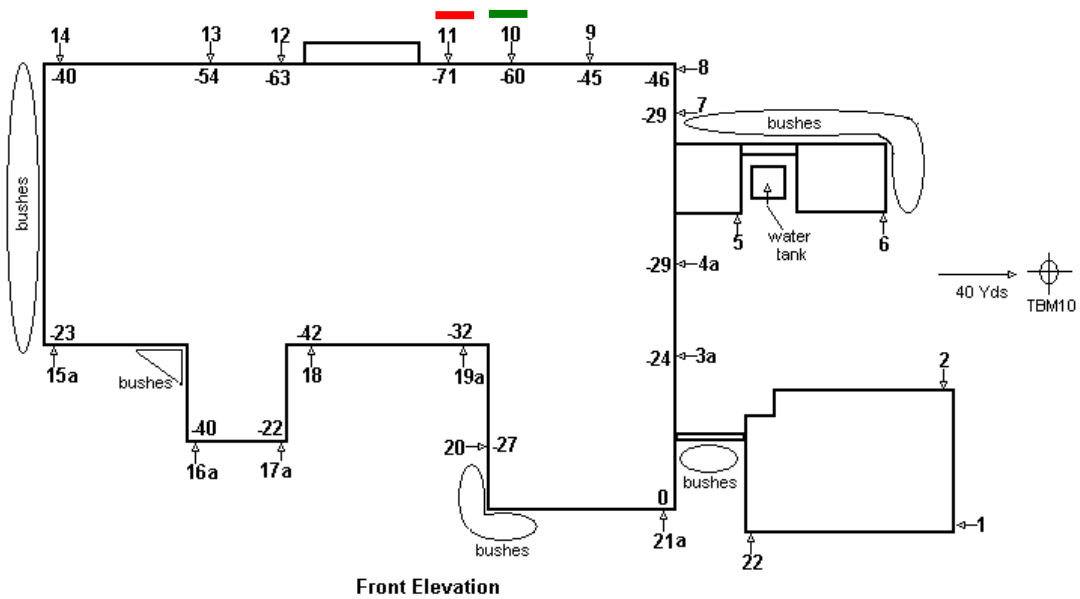 14 13 12 11 10 9
-40 -54 -63 -71 -60 -45 -46 8
-29 7
bushes
bushes
5 water 6
tank
-29 4a
40 Yds
TBM10
-23 -42 -32
-24 3a
15a bushes 18 19a 2
-40 -22
20 -27
16a 17a
bushes
0
1
bushes 21a
22
Front Elevation